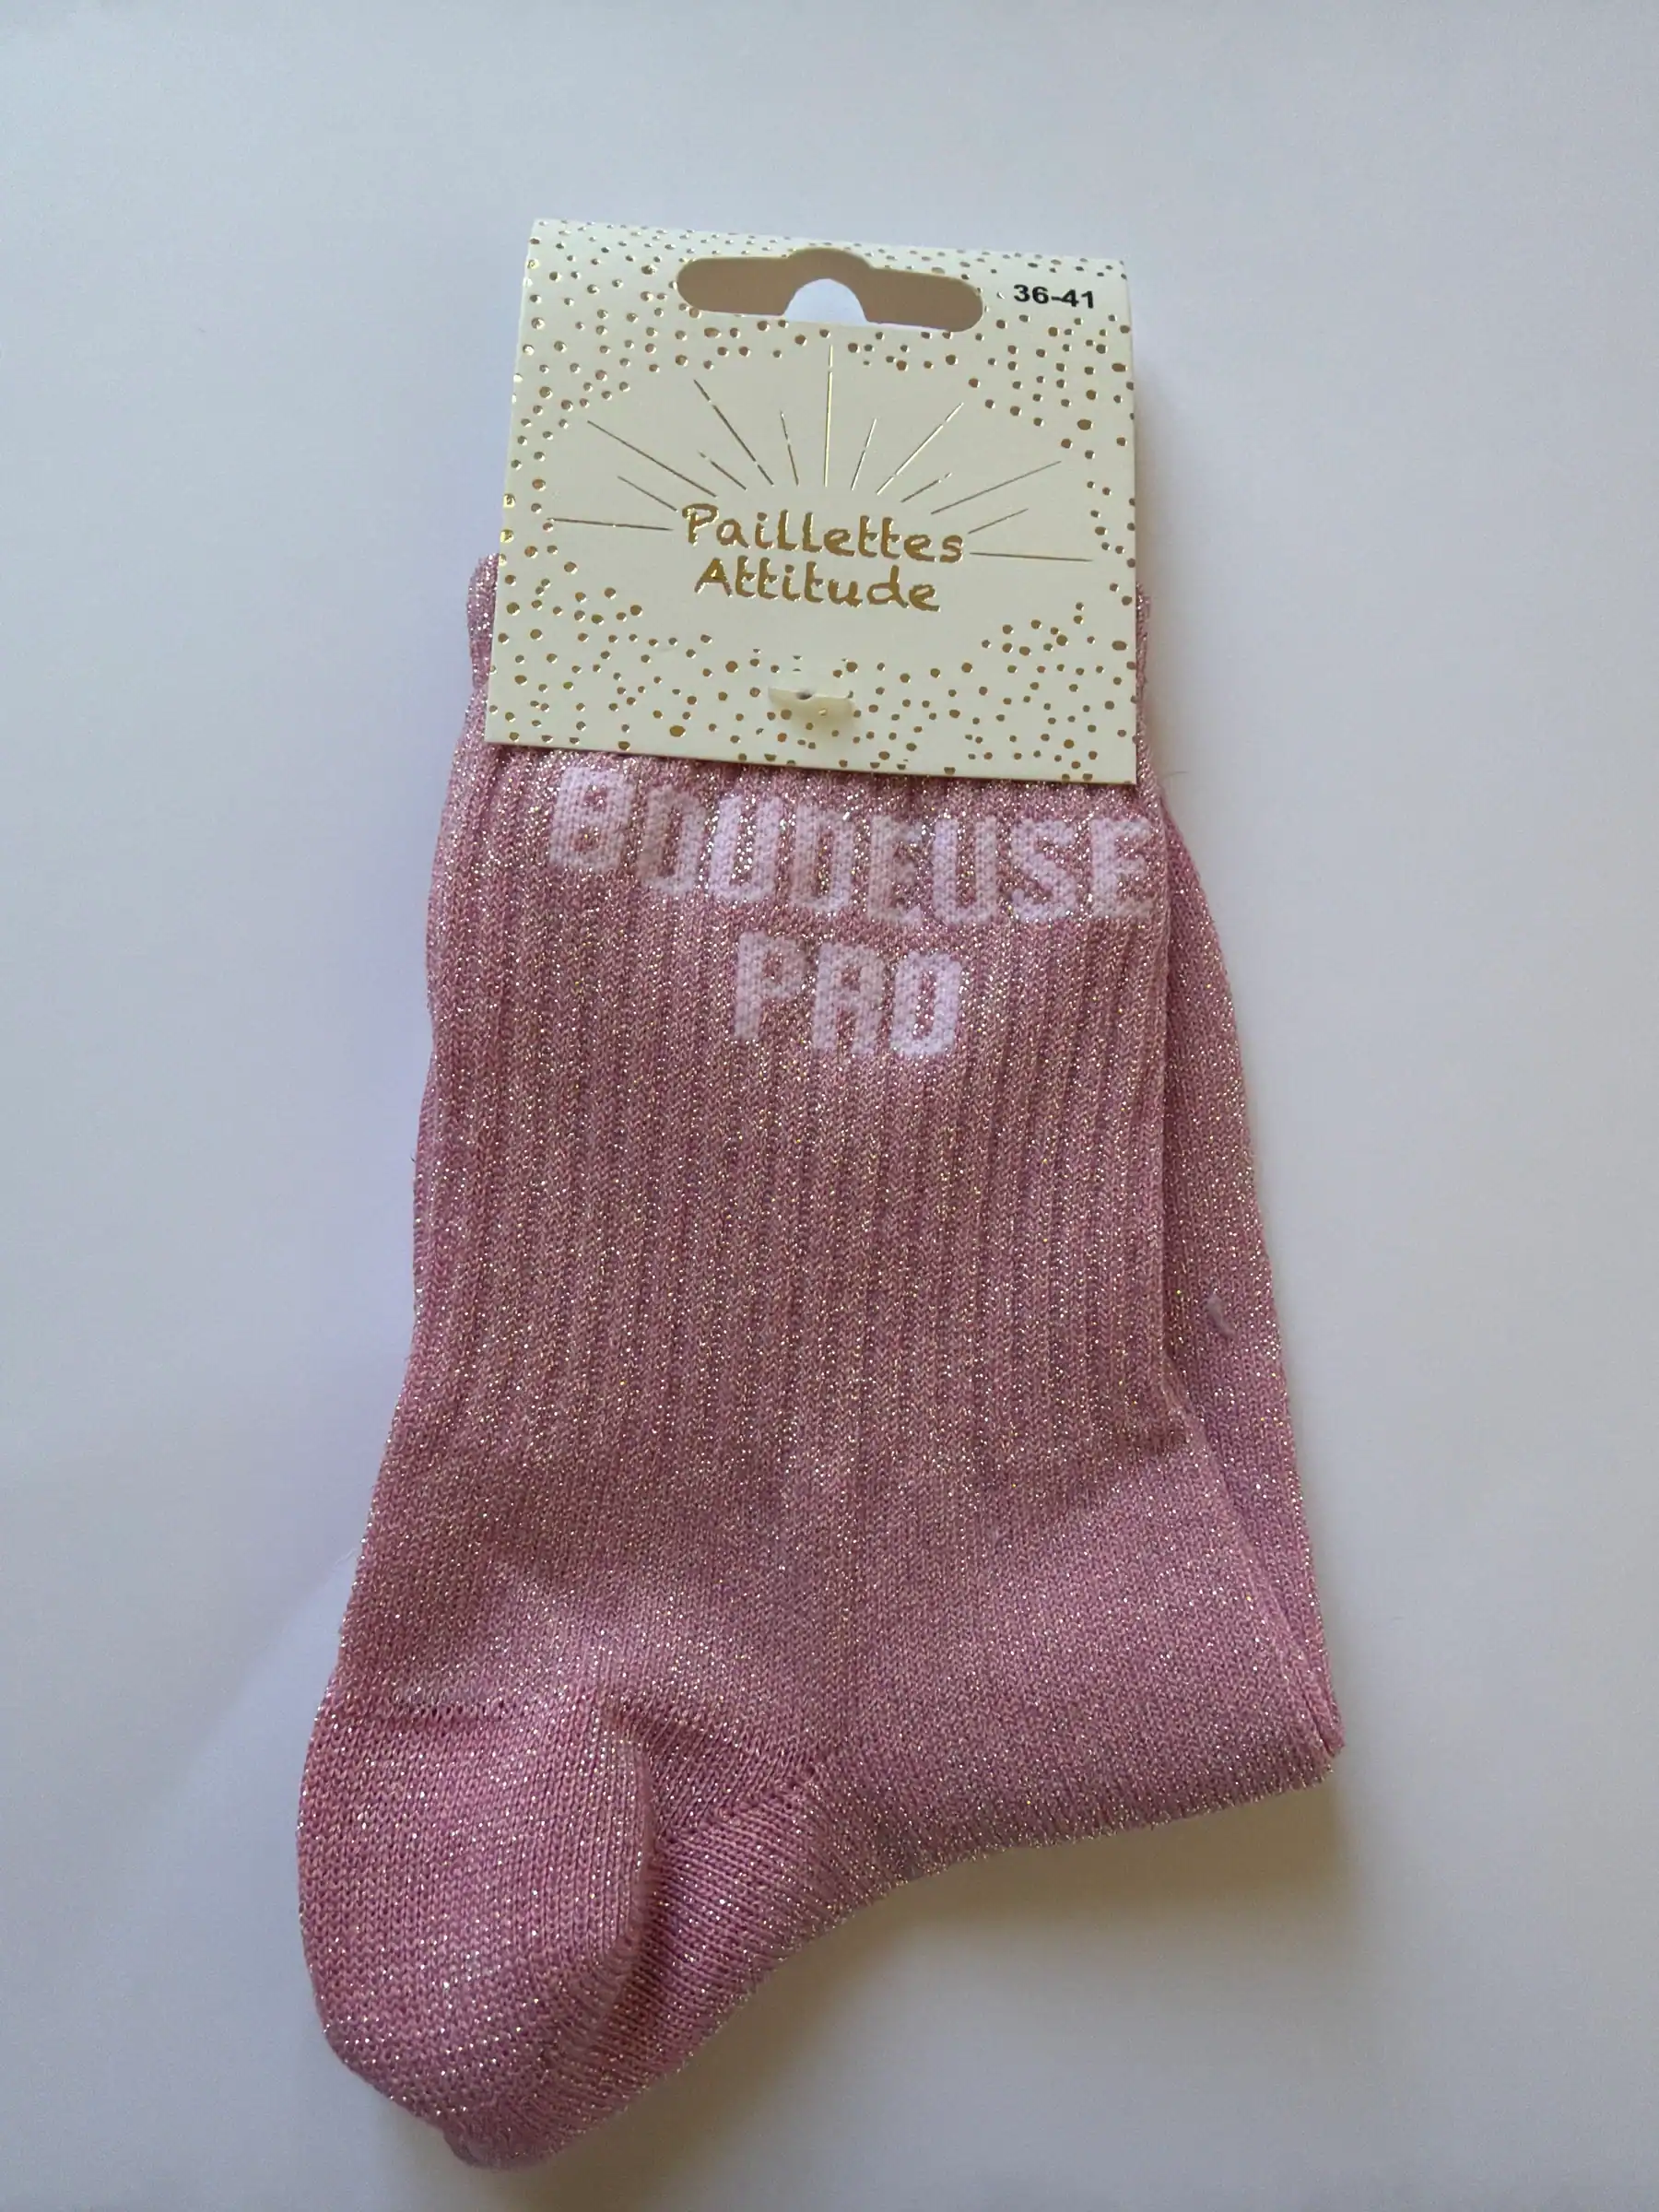 36-41
Paillettes
Attitude
BOUDEUSE
PRO